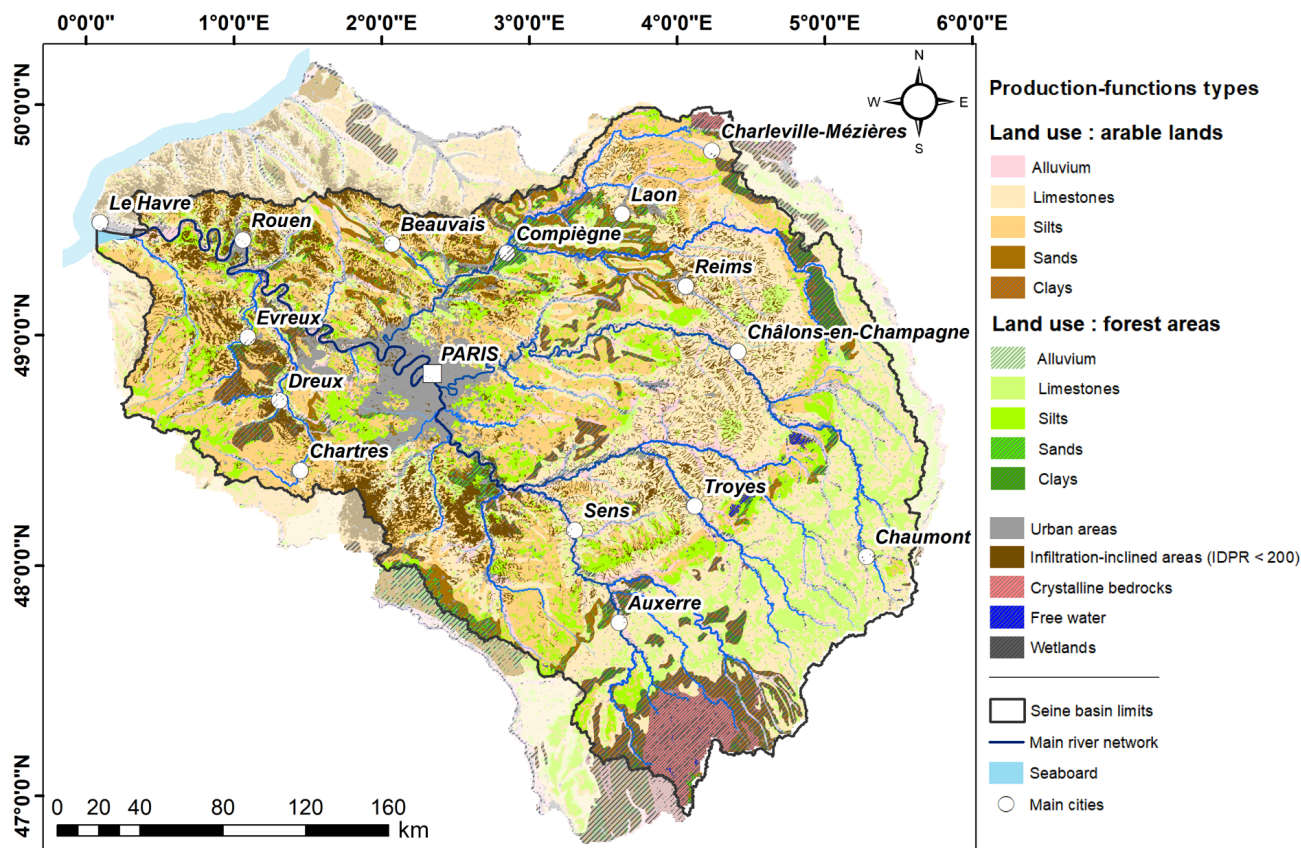 0°0'0"E 1°0'0"E 2°0'0"E 3°0'0"E 4°0'0"E 5°0'0"E 6°0'0"E
50°0'0"N
49°0'0"N
48°0'0"N
47°0'0"N
N
W E
S
Charleville-Mézières
Le Havre
Rouen
Beauvais
Laon
Compiègne
Reims
Evreux
Châlons-en-Champagne
PARIS
Dreux
Chartres
Troyes
Sens
Chaumont
Auxerre
0 20 40 80 120 160
km
Production-functions types
Land use : arable lands
Alluvium
Limestones
Silts
Sands
Clays
Land use : forest areas
Alluvium
Limestones
Silts
Sands
Clays
Urban areas
Infiltration-inclined areas (IDPR < 200)
Crystalline bedrocks
Free water
Wetlands
Seine basin limits
Main river network
Seaboard
Main cities